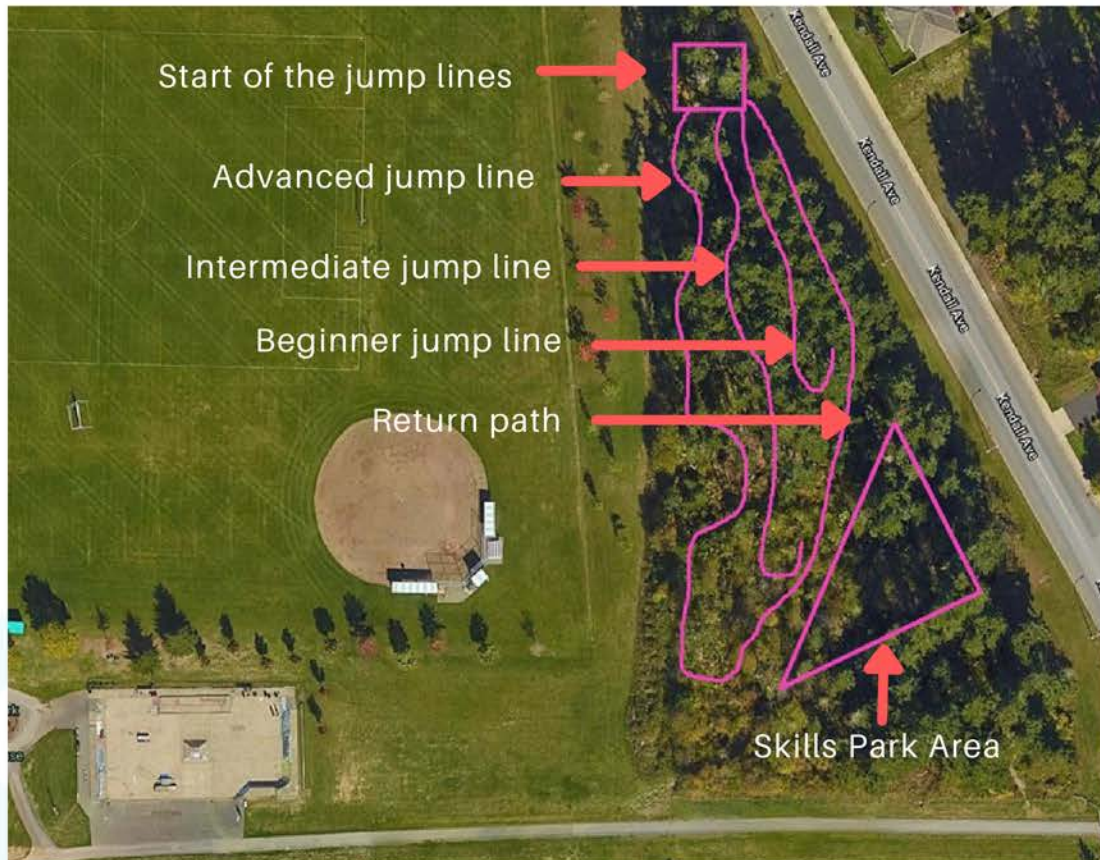 Kendall Ave
Start of the jump lines
Kendall Ave
Advanced jump line
Intermediate jump line
Kendall Ave
Beginner jump line
Return path
Kendall Ave
Skills Park Area